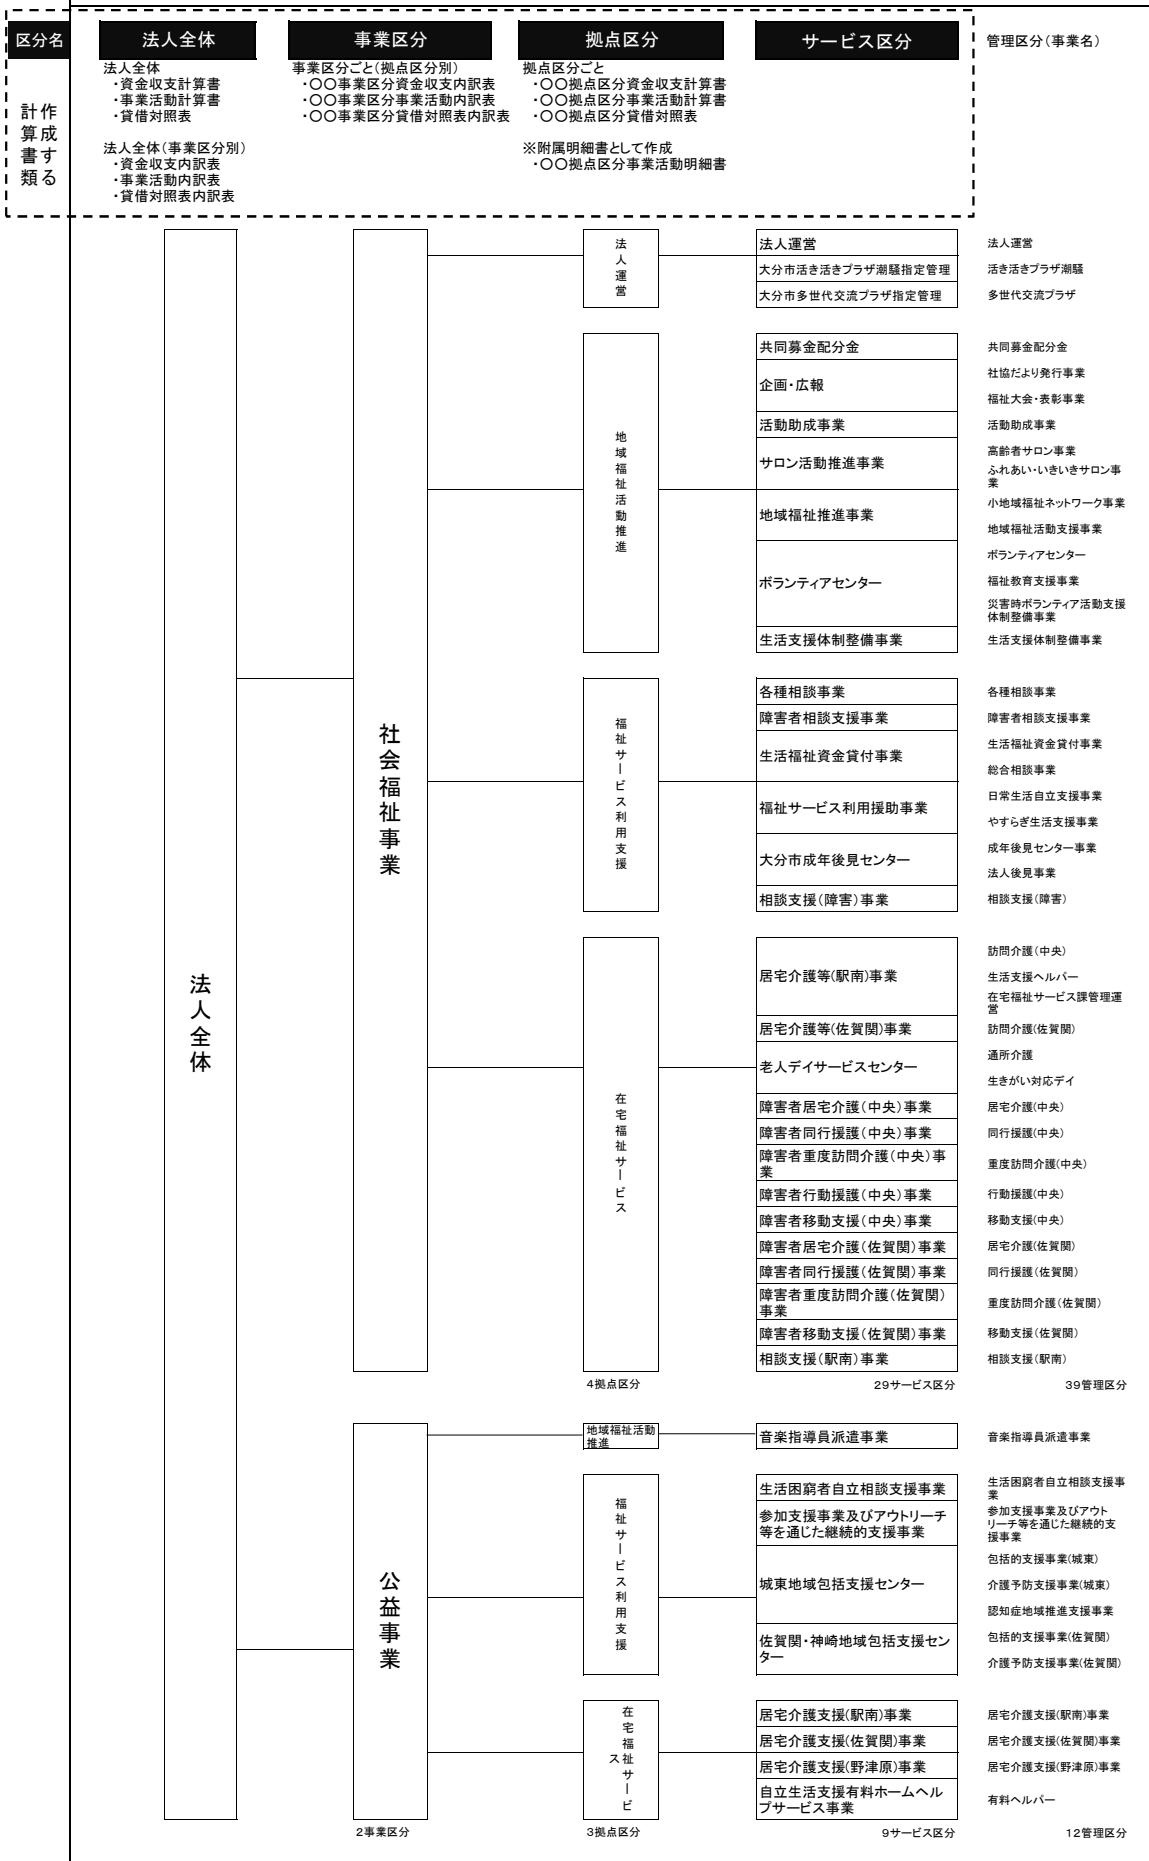 区分名
法人全体
事業区分
拠点区分
サービス区分
管理区分(事業名)
作成する
計算書類
法人全体
・資金収支計算書
・事業活動計算書
・貸借対照表
法人全体(事業区分別)
・資金収支内訳表
・事業活動内訳表
・貸借対照表内訳表
事業区分ごと(拠点区分別)
・〇〇事業区分資金収支内訳表
・〇〇事業区分事業活動内訳表
・〇〇事業区分貸借対照表内訳表
拠点区分ごと
・〇〇拠点区分資金収支計算書
・〇〇拠点区分事業活動計算書
・〇〇拠点区分貸借対照表
※附属明細書として作成
・〇〇拠点区分事業活動明細書
法人全体
社会福祉事業
法人運営
法人運営
法人運営
大分市活き活きプラザ潮騒指定管理
活き活きプラザ潮騒
大分市多世代交流プラザ指定管理
多世代交流プラザ
地域福祉活動推進
共同募金配分金
共同募金配分金
企画・広報
社協だより発行事業
福祉大会・表彰事業
活動助成事業
活動助成事業
サロン活動推進事業
高齢者サロン事業
ふれあい・いきいきサロン事
業
地域福祉推進事業
小地域福祉ネットワーク事業
地域福祉活動支援事業
ボランティアセンター
ボランティアセンター
福祉教育支援事業
災害時ボランティア活動支援
体制整備事業
生活支援体制整備事業
生活支援体制整備事業
福祉サービス利用支援
各種相談事業
各種相談事業
障害者相談支援事業
障害者相談支援事業
生活福祉資金貸付事業
生活福祉資金貸付事業
総合相談事業
福祉サービス利用援助事業
日常生活自立支援事業
やすらぎ生活支援事業
大分市成年後見センター
成年後見センター事業
法人後見事業
相談支援(障害)事業
相談支援(障害)
在宅福祉サービス
居宅介護等(駅南)事業
訪問介護(中央)
生活支援ヘルパー
在宅福祉サービス課管理運
営
居宅介護等(佐賀関)事業
訪問介護(佐賀関)
老人デイサービスセンター
通所介護
生きがい対応デイ
障害者居宅介護(中央)事業
居宅介護(中央)
障害者同行援護(中央)事業
同行援護(中央)
障害者重度訪問介護(中央)事
業
重度訪問介護(中央)
障害者行動援護(中央)事業
行動援護(中央)
障害者移動支援(中央)事業
移動支援(中央)
障害者居宅介護(佐賀関)事業
居宅介護(佐賀関)
障害者同行援護(佐賀関)事業
同行援護(佐賀関)
障害者重度訪問介護(佐賀関)
事業
重度訪問介護(佐賀関)
障害者移動支援(佐賀関)事業
移動支援(佐賀関)
相談支援(駅南)事業
相談支援(駅南)
4拠点区分
29サービス区分
39管理区分
公益事業
地域福祉活動
推進
音楽指導員派遣事業
音楽指導員派遣事業
福祉サービス利用支援
生活困窮者自立相談支援事業
生活困窮者自立相談支援事
業
参加支援事業及びアウトリーチ
等を通じた継続的支援事業
参加支援事業及びアウト
リーチ等を通じた継続的支
援事業
城東地域包括支援センター
包括的支援事業(城東)
介護予防支援事業(城東)
認知症地域推進支援事業
佐賀関・神崎地域包括支援セン
ター
包括的支援事業(佐賀関)
介護予防支援事業(佐賀関)
在宅福祉サービ
ス
居宅介護支援(駅南)事業
居宅介護支援(駅南)事業
居宅介護支援(佐賀関)事業
居宅介護支援(佐賀関)事業
居宅介護支援(野津原)事業
居宅介護支援(野津原)事業
自立生活支援有料ホームヘル
プサービス事業
有料ヘルパー
2事業区分
3拠点区分
9サービス区分
12管理区分